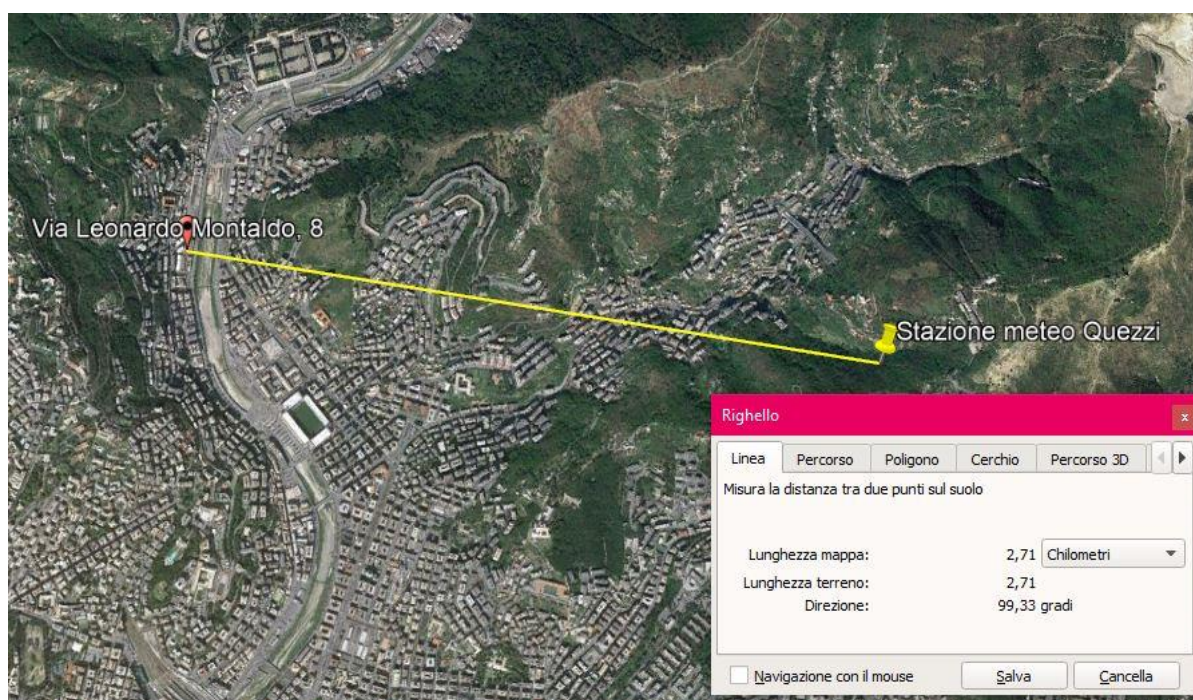 Via Leonardo Montaldo, 8
Stazione meteo Quezzi
Righello
x
Linea
Percorso
Poligono
Cerchio
Percorso 3D
Misura la distanza tra due punti sul suolo
Lunghezza mappa: 2,71 Chilometri
Lunghezza terreno: 2,71
Direzione: 99,33 gradi
Navigazione con il mouse
Salva
Cancella